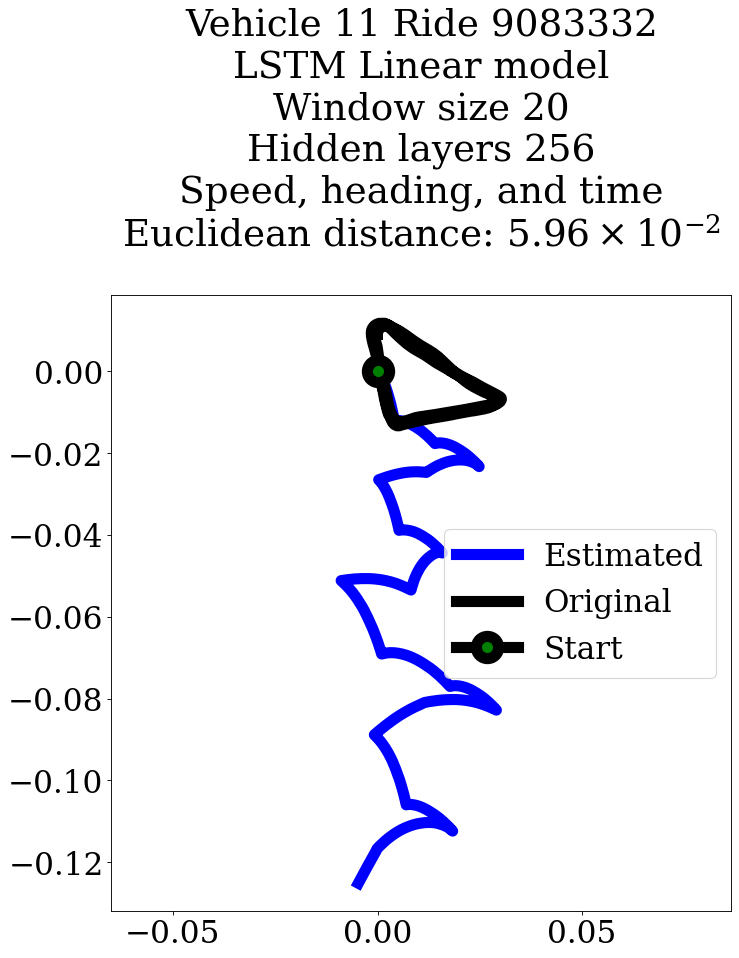 Vehicle 11 Ride 9083332
LSTM Linear model
Window size 20
Hidden layers 256
Speed, heading, and time
Euclidean distance: 5.96 × 10⁻²
0.00
−0.02
−0.04
−0.06
−0.08
−0.10
−0.12
Estimated
Original
Start
−0.05
0.00
0.05